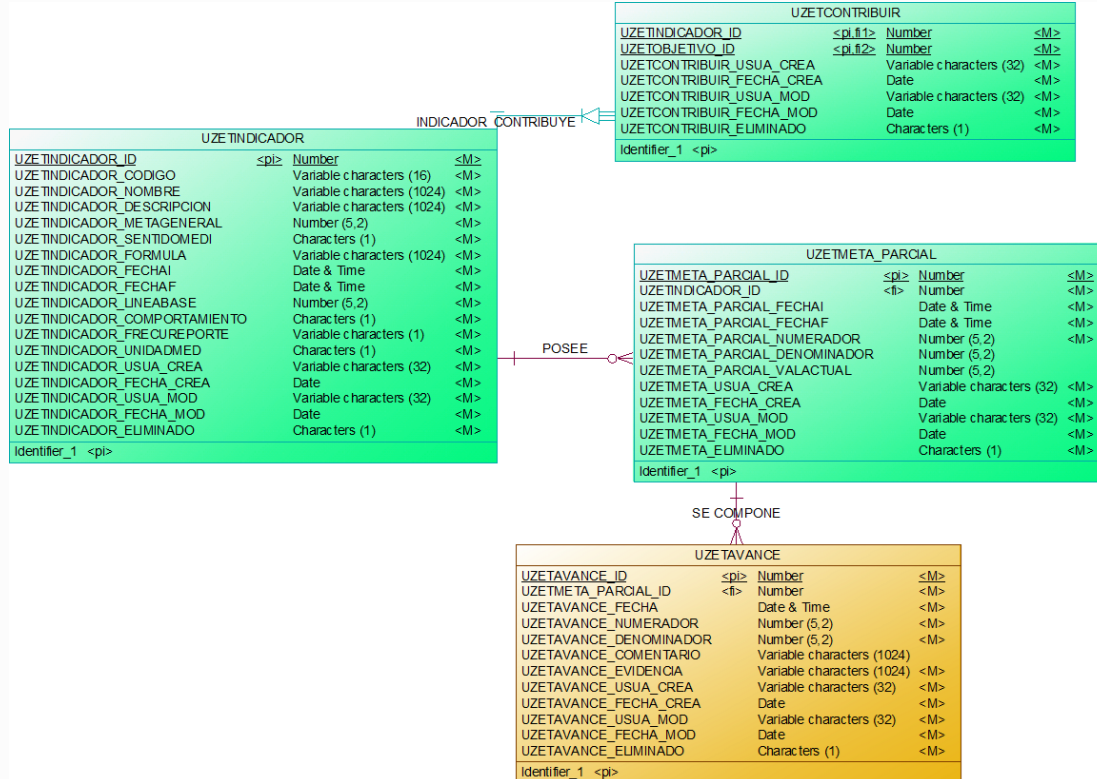 UZETCONTRIBUIR
UZETINDICADOR_ID <pi,fi1> Number <M>
UZETOBJETIVO_ID <pi,fi2> Number <M>
UZETCONTRIBUIR_USUA_CREA Variable characters (32) <M>
UZETCONTRIBUIR_FECHA_CREA Date <M>
UZETCONTRIBUIR_USUA_MOD Variable characters (32) <M>
UZETCONTRIBUIR_FECHA_MOD Date <M>
UZETCONTRIBUIR_ELIMINADO Characters (1) <M>
Identifier_1 <pi>
INDICADOR_CONTRIBUYE
UZETINDICADOR
UZETINDICADOR_ID <pi> Number <M>
UZETINDICADOR_CODIGO Variable characters (16) <M>
UZETINDICADOR_NOMBRE Variable characters (1024) <M>
UZETINDICADOR_DESCRIPCION Variable characters (1024) <M>
UZETINDICADOR_METAGENERAL Number (5,2) <M>
UZETINDICADOR_SENTIDOMEDI Characters (1) <M>
UZETINDICADOR_FORMULA Variable characters (1024) <M>
UZETINDICADOR_FECHAI Date & Time <M>
UZETINDICADOR_FECHAF Date & Time <M>
UZETINDICADOR_LINEABASE Number (5,2) <M>
UZETINDICADOR_COMPORTAMIENTO Characters (1) <M>
UZETINDICADOR_FRECUREPORTE Variable characters (1) <M>
UZETINDICADOR_UNIDADMED Characters (1) <M>
UZETINDICADOR_USUA_CREA Variable characters (32) <M>
UZETINDICADOR_FECHA_CREA Date <M>
UZETINDICADOR_USUA_MOD Variable characters (32) <M>
UZETINDICADOR_FECHA_MOD Date <M>
UZETINDICADOR_ELIMINADO Characters (1) <M>
Identifier_1 <pi>
POSEE
UZETMETA_PARCIAL
UZETMETA_PARCIAL_ID <pi> Number <M>
UZETINDICADOR_ID <fi> Number <M>
UZETMETA_PARCIAL_FECHAI Date & Time <M>
UZETMETA_PARCIAL_FECHAF Date & Time <M>
UZETMETA_PARCIAL_NUMERADOR Number (5,2) <M>
UZETMETA_PARCIAL_DENOMINADOR Number (5,2)
UZETMETA_PARCIAL_VALACTUAL Number (5,2)
UZETMETA_USUA_CREA Variable characters (32) <M>
UZETMETA_FECHA_CREA Date <M>
UZETMETA_USUA_MOD Variable characters (32) <M>
UZETMETA_FECHA_MOD Date <M>
UZETMETA_ELIMINADO Characters (1) <M>
Identifier_1 <pi>
SE COMPONE
UZETAVANCE
UZETAVANCE_ID <pi> Number <M>
UZETMETA_PARCIAL_ID <fi> Number <M>
UZETAVANCE_FECHA Date & Time <M>
UZETAVANCE_NUMERADOR Number (5,2) <M>
UZETAVANCE_DENOMINADOR Number (5,2) <M>
UZETAVANCE_COMENTARIO Variable characters (1024)
UZETAVANCE_EVIDENCIA Variable characters (1024) <M>
UZETAVANCE_USUA_CREA Variable characters (32) <M>
UZETAVANCE_FECHA_CREA Date <M>
UZETAVANCE_USUA_MOD Variable characters (32) <M>
UZETAVANCE_FECHA_MOD Date <M>
UZETAVANCE_ELIMINADO Characters (1) <M>
Identifier_1 <pi>